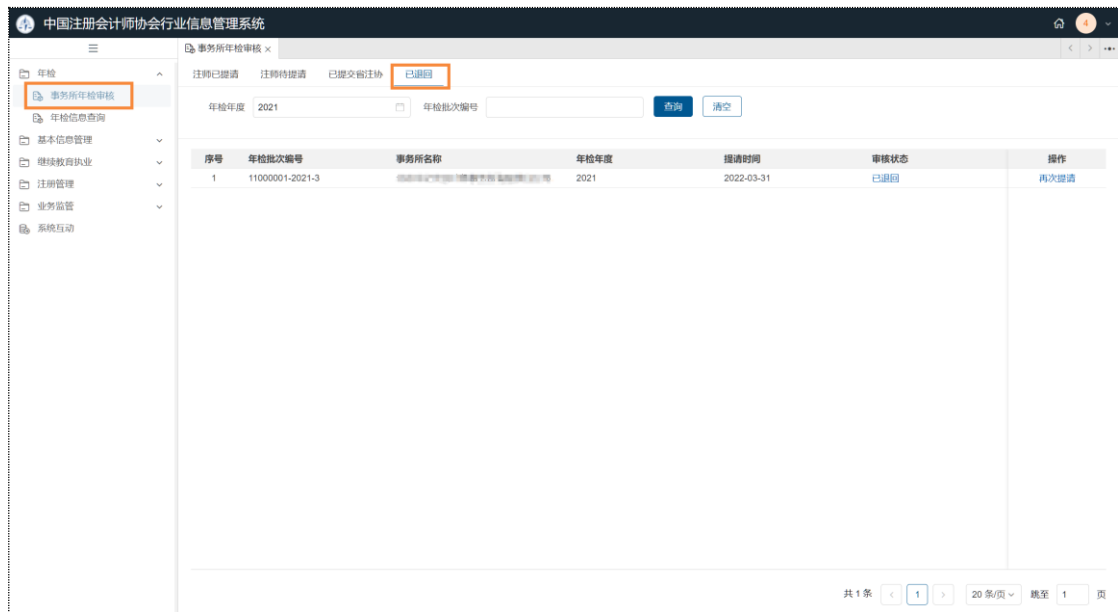 中国注册会计师协会行业信息管理系统 4
事务所年检审核 ×
年检
事务所年检审核
年检信息查询
基本信息管理
继续教育执业
注册管理
业务监管
系统互动
注师已提请 注师待提请 已提交省注协 已退回
年检年度 2021 年检批次编号 查询 清空
序号 年检批次编号 事务所名称 年检年度 提请时间 审核状态 操作
1 11000001-2021-3 2021 2022-03-31 已退回 再次提请
共 1 条 < 1 > 20 条/页 跳至 1 页